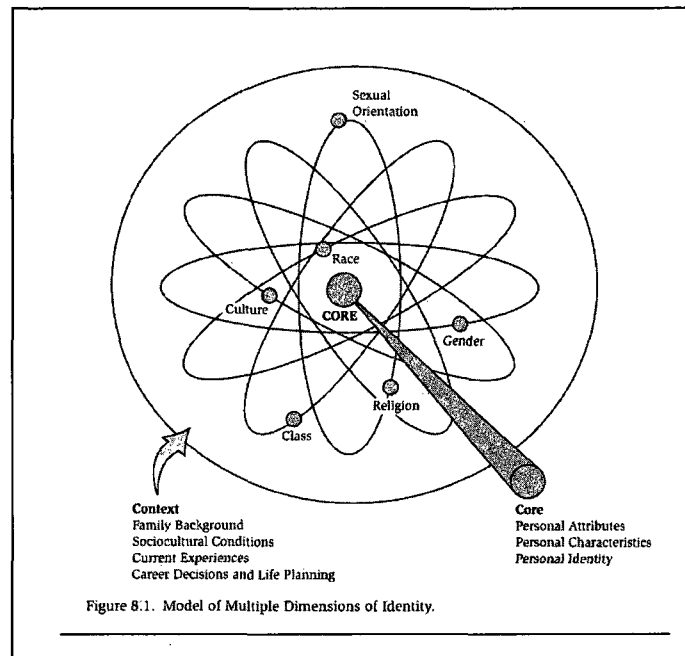 Sexual
Orientation
Race
CORE
Culture
Gender
Religion
Class
Context
Family Background
Sociocultural Conditions
Current Experiences
Career Decisions and Life Planning
Core
Personal Attributes
Personal Characteristics
Personal Identity
Figure 8.1. Model of Multiple Dimensions of Identity.